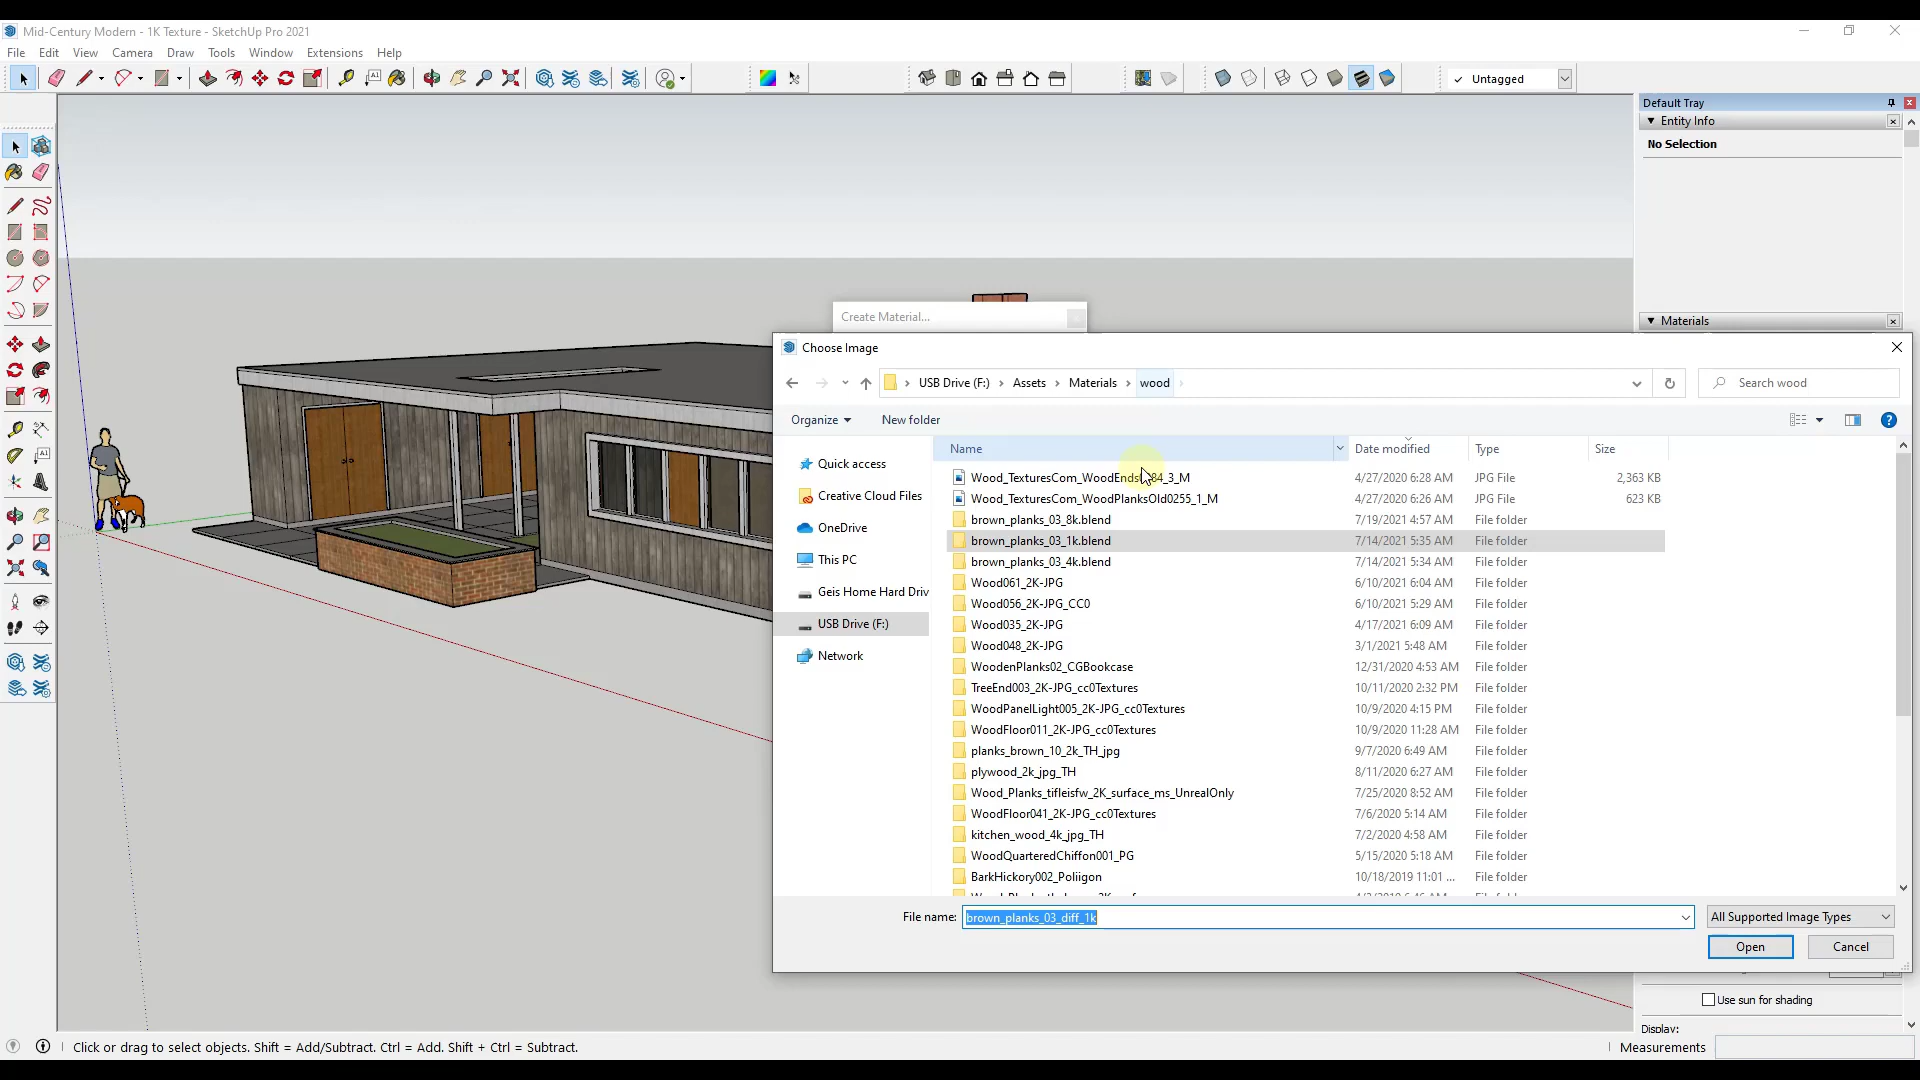 Mid-Century Modern - 1K Texture - SketchUp Pro 2021
File Edit View Camera Draw Tools Window Extensions Help
Untagged
Default Tray
Entity Info
No Selection
Materials
Create Material...
Choose Image
USB Drive (F:) Assets Materials wood
Search wood
Organize New folder
Name Date modified Type Size
Quick access
Creative Cloud Files
OneDrive
This PC
Geis Home Hard Driv
USB Drive (F:)
Network
4/27/2020 6:28 AM JPG File 2,363 KB
Wood_TexturesCom_WoodPlanksOld0255_1_M 4/27/2020 6:26 AM JPG File 623 KB
brown_planks_03_8k.blend 7/19/2021 4:57 AM File folder
brown_planks_03_1k.blend 7/14/2021 5:35 AM File folder
brown_planks_03_4k.blend 7/14/2021 5:34 AM File folder
Wood061_2K-JPG 6/10/2021 6:04 AM File folder
Wood056_2K-JPG_CC0 6/10/2021 5:29 AM File folder
Wood035_2K-JPG 4/17/2021 6:09 AM File folder
Wood048_2K-JPG 3/1/2021 5:48 AM File folder
WoodenPlanks02_CGBookcase 12/31/2020 4:53 AM File folder
TreeEnd003_2K-JPG_cc0Textures 10/11/2020 2:32 PM File folder
WoodPanelLight005_2K-JPG_cc0Textures 10/9/2020 4:15 PM File folder
WoodFloor011_2K-JPG_cc0Textures 10/9/2020 11:28 AM File folder
planks_brown_10_2k_TH_jpg 9/7/2020 6:49 AM File folder
plywood_2k_jpg_TH 8/11/2020 6:27 AM File folder
Wood_Planks_tifleisfw_2K_surface_ms_UnrealOnly 7/25/2020 8:52 AM File folder
WoodFloor041_2K-JPG_cc0Textures 7/6/2020 5:14 AM File folder
kitchen_wood_4k_jpg_TH 7/2/2020 4:58 AM File folder
WoodQuarteredChiffon001_PG 5/15/2020 5:18 AM File folder
BarkHickory002_Poliigon 10/18/2019 11:01 ... File folder
File name: brown_planks_03_diff_1k All Supported Image Types
Open Cancel
Use sun for shading
Display:
Click or drag to select objects. Shift = Add/Subtract. Ctrl = Add. Shift + Ctrl = Subtract.
Measurements